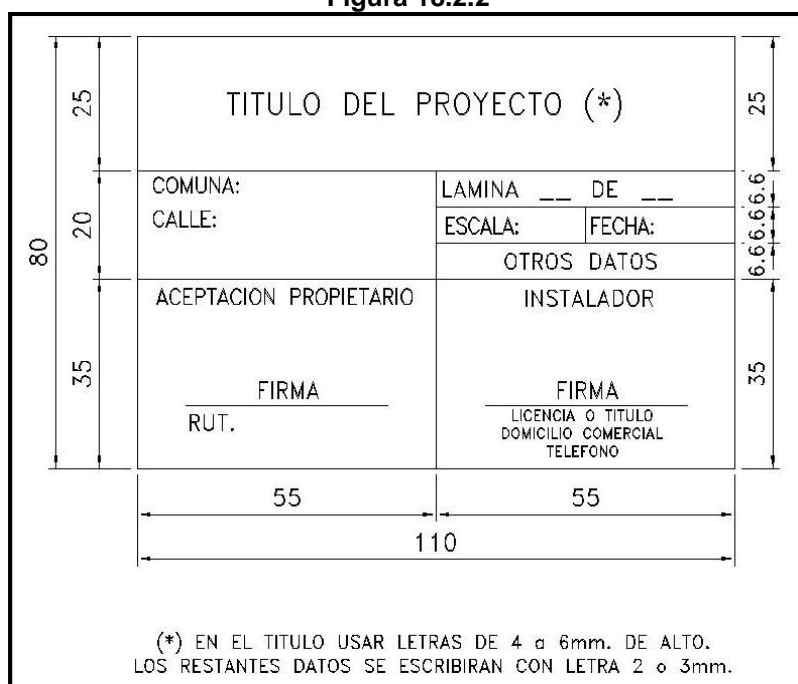 Figura 18.2.2
25
TITULO DEL PROYECTO (*)
25
80
20
COMUNA:
CALLE:
LAMINA __ DE __
6.6
ESCALA:
FECHA:
6.6
OTROS DATOS
6.6
35
ACEPTACION PROPIETARIO
FIRMA
RUT.
INSTALADOR
FIRMA
LICENCIA O TITULO
DOMICILIO COMERCIAL
TELEFONO
35
55
55
110
(*) EN EL TITULO USAR LETRAS DE 4 a 6mm. DE ALTO.
LOS RESTANTES DATOS SE ESCRIBIRAN CON LETRA 2 o 3mm.